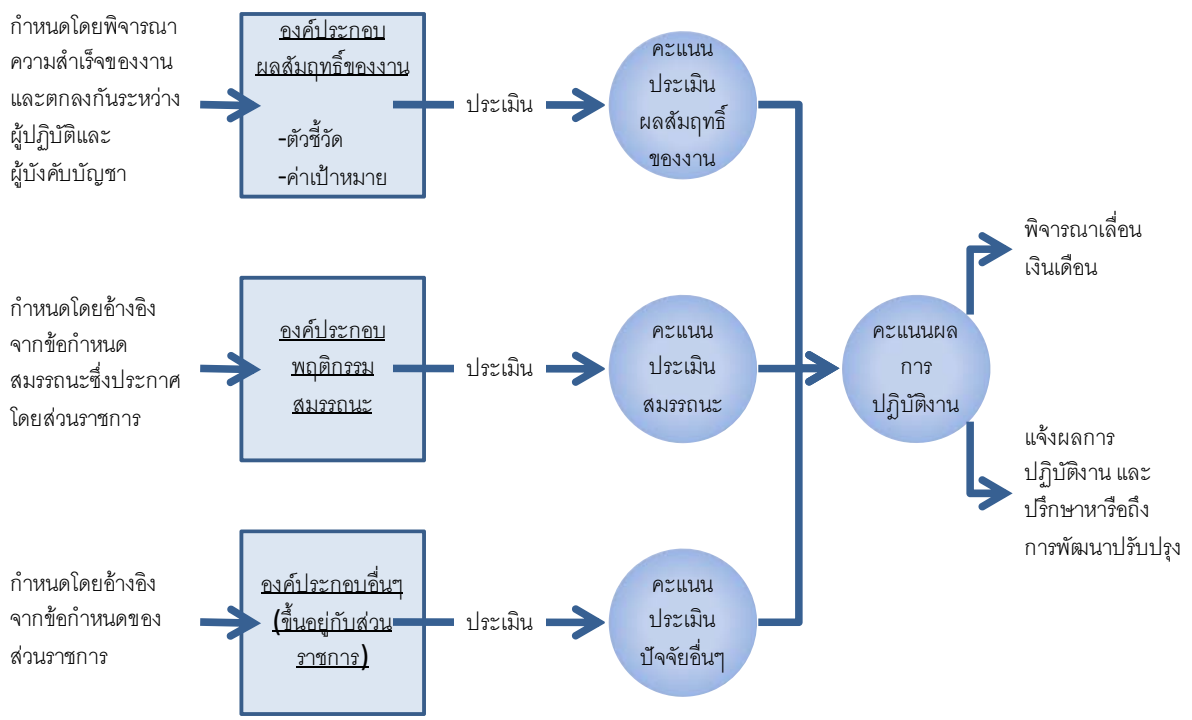 กำหนดโดยพิจารณา
ความสำเร็จของงาน
และตกลงกันระหว่าง
ผู้ปฏิบัติและ
ผู้บังคับบัญชา
องค์ประกอบ
ผลสัมฤทธิ์ของงาน
-ตัวชี้วัด
-ค่าเป้าหมาย
ประเมิน
คะแนน
ประเมิน
ผลสัมฤทธิ์
ของงาน
กำหนดโดยอ้างอิง
จากข้อกำหนด
สมรรถนะซึ่งประกาศ
โดยส่วนราชการ
องค์ประกอบ
พฤติกรรม
สมรรถนะ
ประเมิน
คะแนน
ประเมิน
สมรรถนะ
กำหนดโดยอ้างอิง
จากข้อกำหนดของ
ส่วนราชการ
องค์ประกอบอื่นๆ
(ขึ้นอยู่กับส่วน
ราชการ)
ประเมิน
คะแนน
ประเมิน
ปัจจัยอื่นๆ
คะแนนผล
การ
ปฏิบัติงาน
พิจารณาเลื่อน
เงินเดือน
แจ้งผลการ
ปฏิบัติงาน และ
ปรึกษาหารือถึง
การพัฒนาปรับปรุง